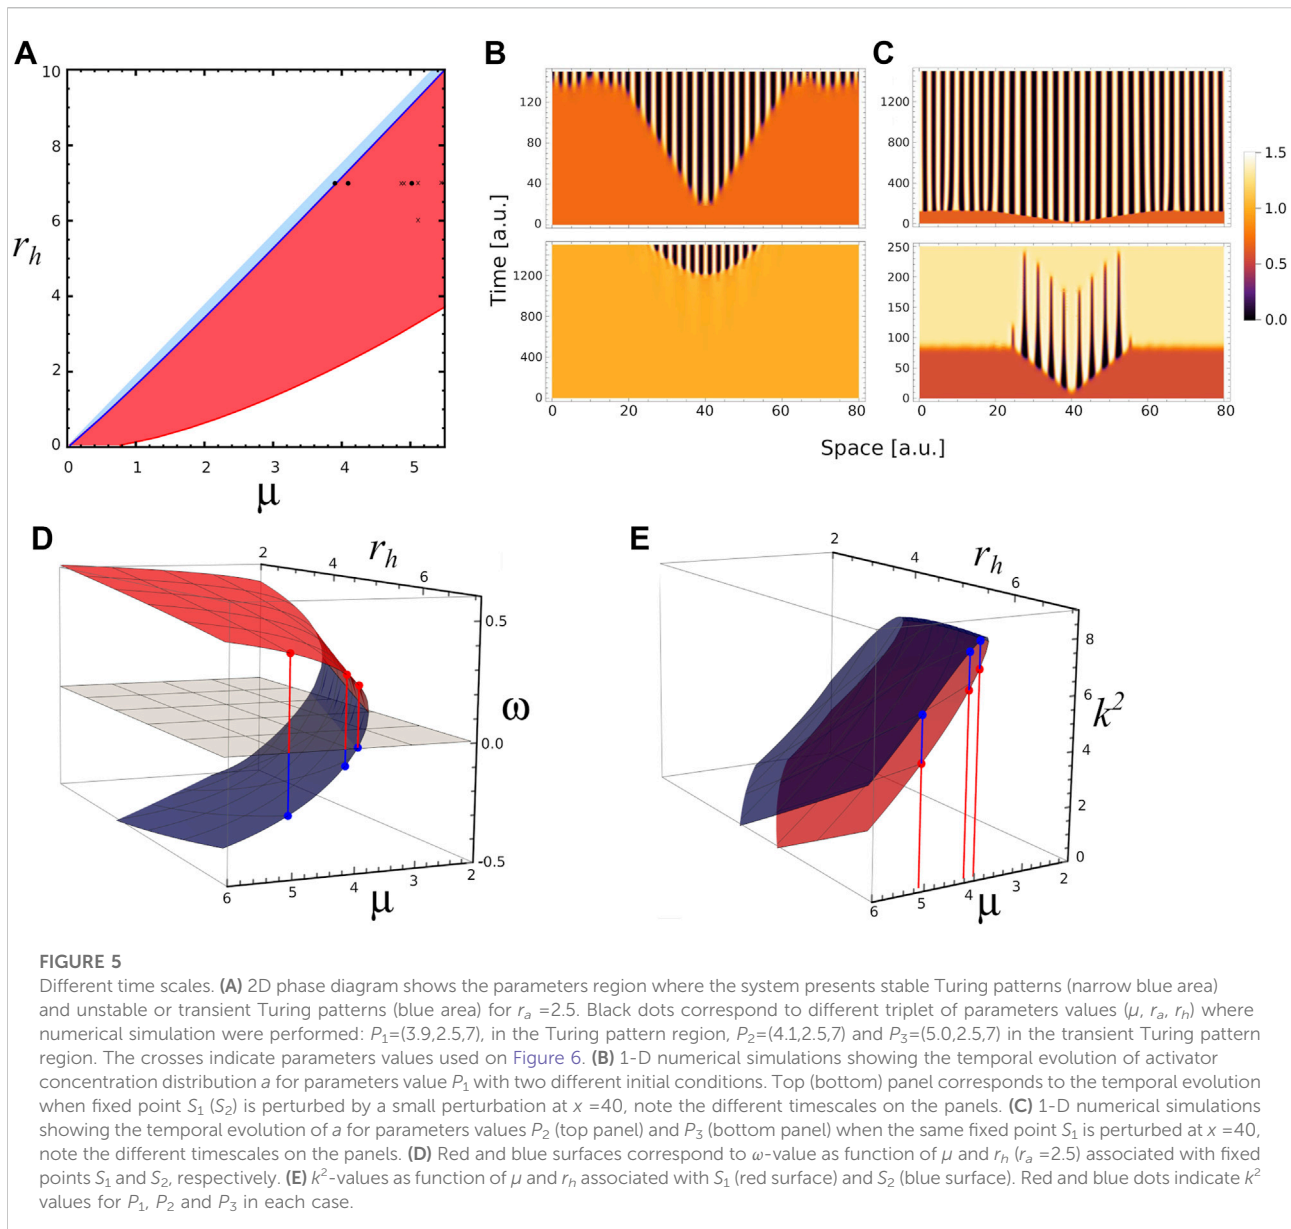 A
10
8
6
4
2
0
r_h
0 1 2 3 4 5
μ
B
120
80
40
0
1200
800
400
0
0 20 40 60 80
Time [a.u.]
C
1200
800
400
0
250
200
150
100
50
0
0 20 40 60 80
Space [a.u.]
1.5
1.0
0.5
0.0
D
2 4 6
r_h
0.5
0.0
-0.5
ω
6 5 4 3 2
μ
E
2 4 6
r_h
8
6
4
2
0
k²
6 5 4 3 2
μ
FIGURE 5
Different time scales. (A) 2D phase diagram shows the parameters region where the system presents stable Turing patterns (narrow blue area)
and unstable or transient Turing patterns (blue area) for r_a =2.5. Black dots correspond to different triplet of parameters values (μ, r_a, r_h) where
numerical simulation were performed: P₁=(3.9,2.5,7), in the Turing pattern region, P₂=(4.1,2.5,7) and P₃=(5.0,2.5,7) in the transient Turing pattern
region. The crosses indicate parameters values used on Figure 6. (B) 1-D numerical simulations showing the temporal evolution of activator
concentration distribution a for parameters value P₁ with two different initial conditions. Top (bottom) panel corresponds to the temporal evolution
when fixed point S₁ (S₂) is perturbed by a small perturbation at x =40, note the different timescales on the panels. (C) 1-D numerical simulations
showing the temporal evolution of a for parameters values P₂ (top panel) and P₃ (bottom panel) when the same fixed point S₁ is perturbed at x =40,
note the different timescales on the panels. (D) Red and blue surfaces correspond to ω-value as function of μ and r_h (r_a =2.5) associated with fixed
points S₁ and S₂, respectively. (E) k²-values as function of μ and r_h associated with S₁ (red surface) and S₂ (blue surface). Red and blue dots indicate k²
values for P₁, P₂ and P₃ in each case.